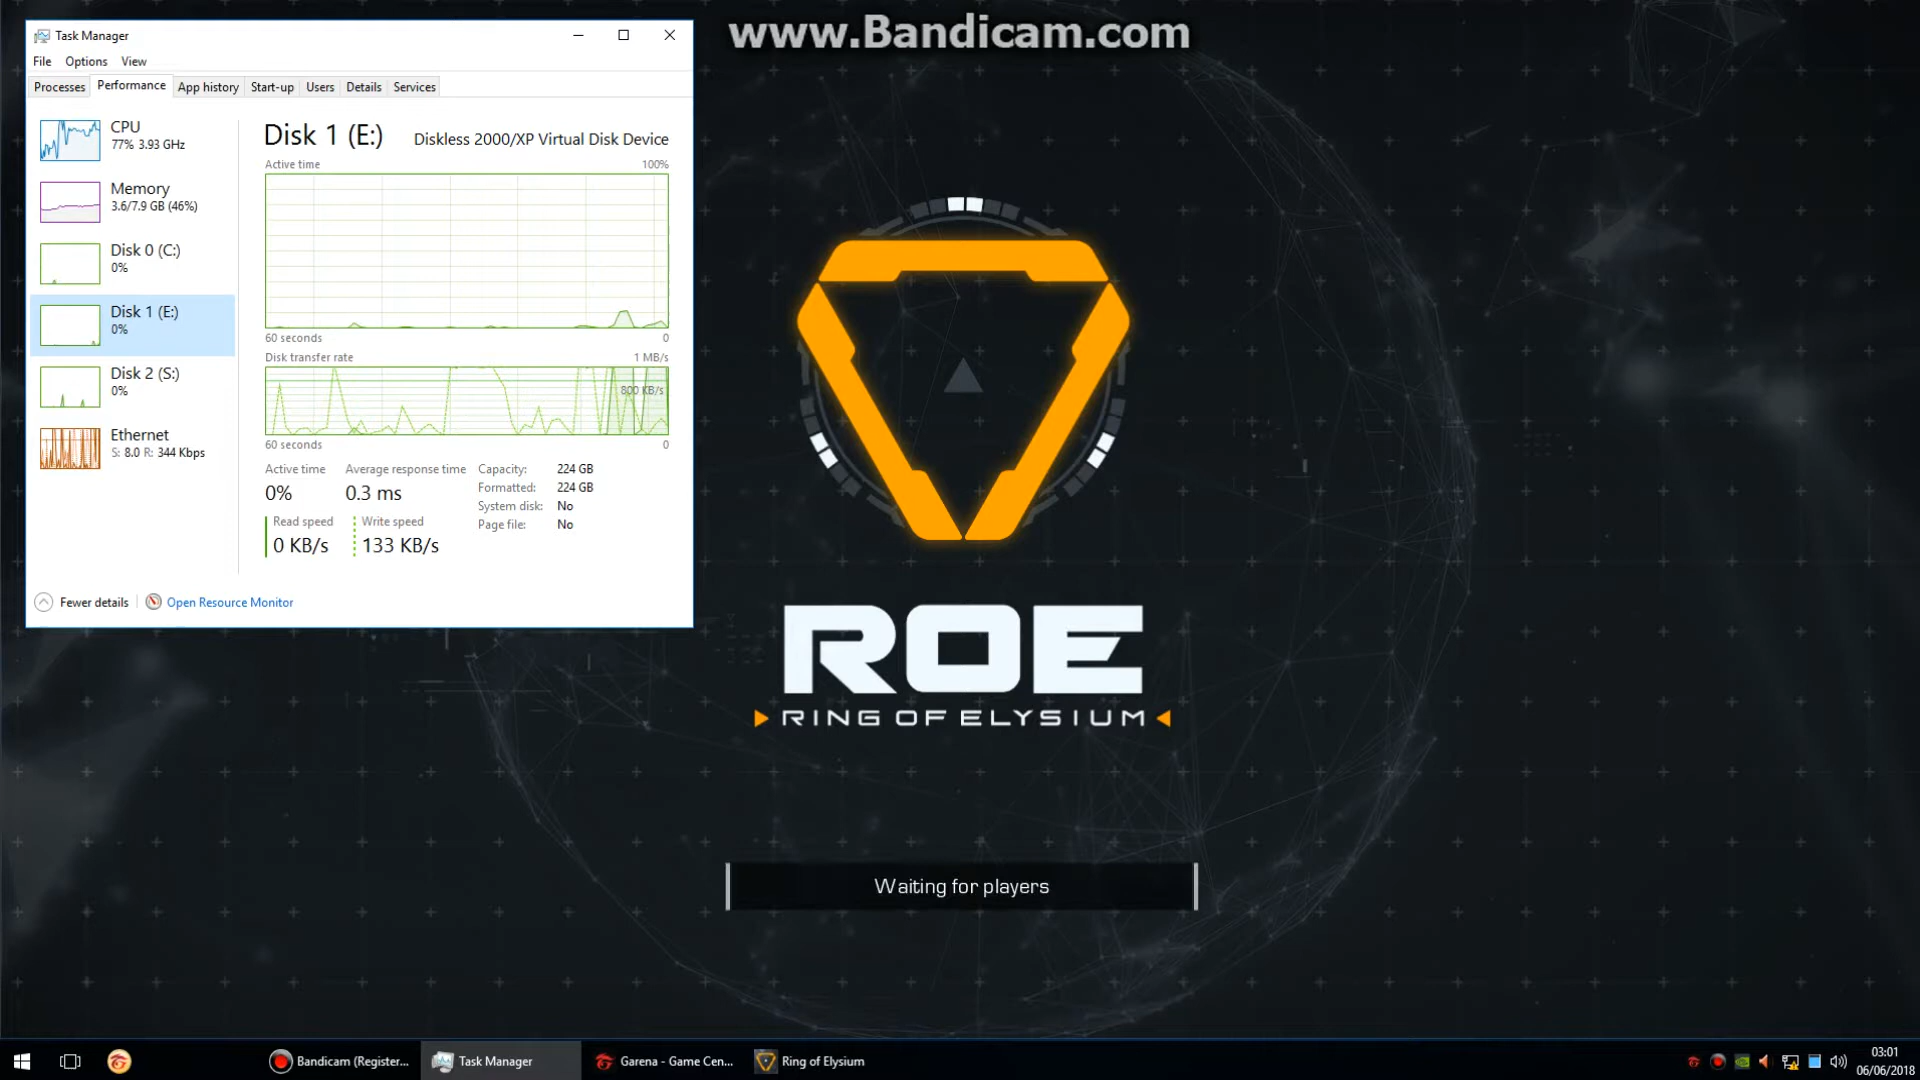 www.Bandicam.com
Task Manager
File Options View
Processes Performance App history Start-up Users Details Services
CPU
77% 3.93 GHz
Memory
3.6/7.9 GB (46%)
Disk 0 (C:)
0%
Disk 1 (E:)
0%
Disk 2 (S:)
0%
Ethernet
S: 8.0 R: 344 Kbps
Disk 1 (E:) Diskless 2000/XP Virtual Disk Device
Active time 100%
60 seconds 0
Disk transfer rate 1 MB/s
800 KB/s
60 seconds 0
Active time Average response time
0% 0.3 ms
Read speed Write speed
0 KB/s 133 KB/s
Capacity: 224 GB
Formatted: 224 GB
System disk: No
Page file: No
Fewer details Open Resource Monitor
ROE
RING OF ELYSIUM
Waiting for players
Bandicam (Register... Task Manager Garena - Game Cen... Ring of Elysium
03:01
06/06/2018